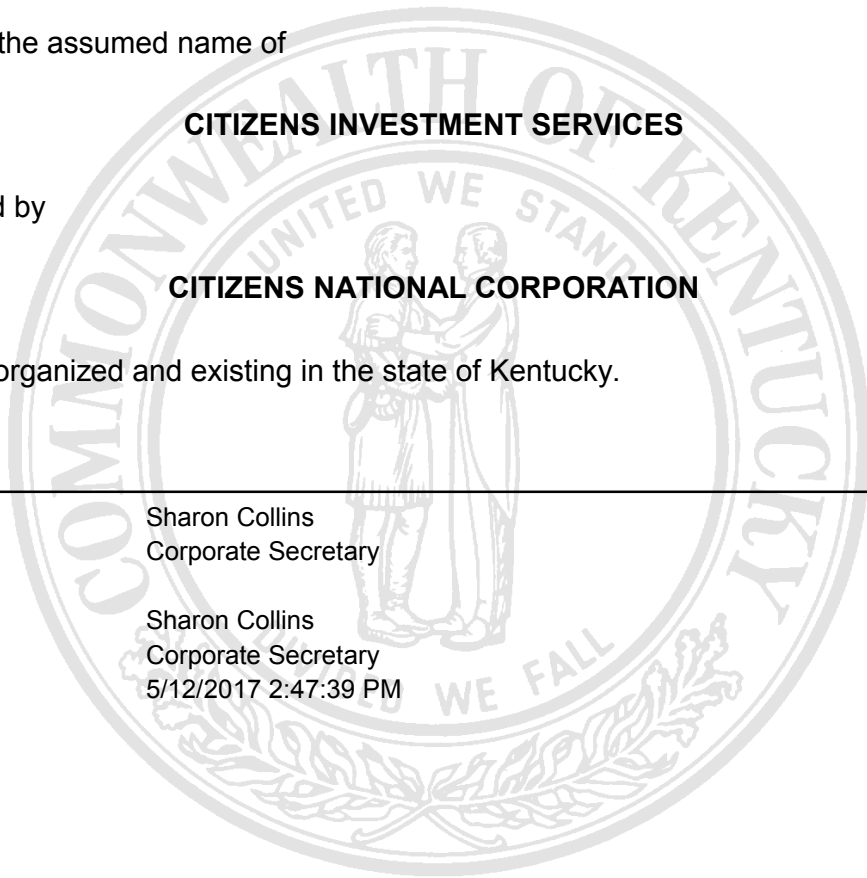 the assumed name of
CITIZENS INVESTMENT SERVICES
d by
CITIZENS NATIONAL CORPORATION
organized and existing in the state of Kentucky.
Sharon Collins
Corporate Secretary
Sharon Collins
Corporate Secretary
5/12/2017 2:47:39 PM
COMMONWEALTH OF KENTUCKY
UNITED WE STAND
DIVIDED WE FALL